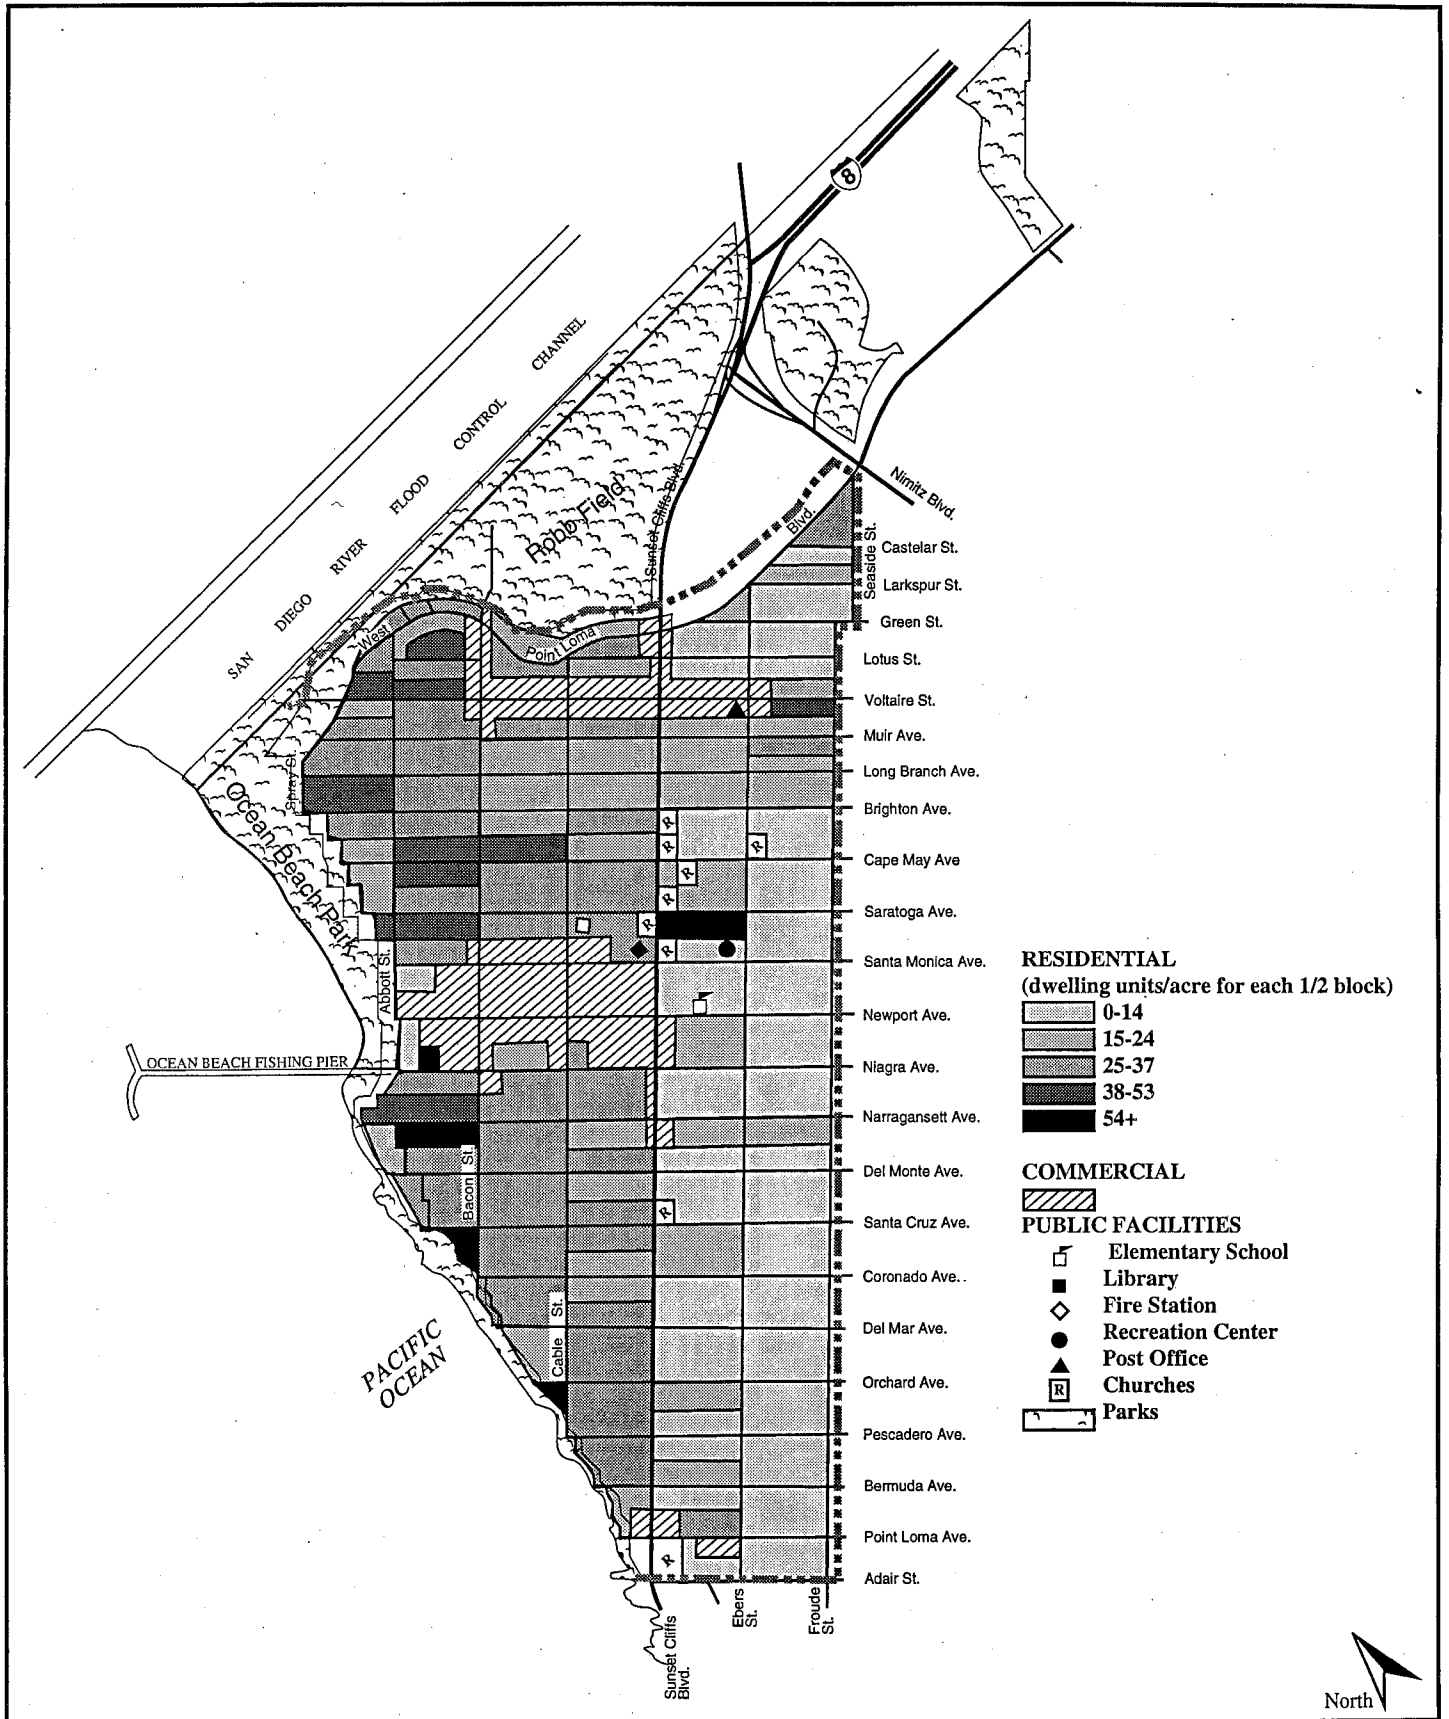 8
CHANNEL
CONTROL
FLOOD
RIVER
DIEGO
SAN
Robb Field
Sunset Cliffs Blvd.
Nimitz Blvd.
Blvd.
Point Loma
West
Seaside St.
Castelar St.
Larkspur St.
Green St.
Lotus St.
Voltaire St.
Muir Ave.
Long Branch Ave.
Brighton Ave.
Cape May Ave
Saratoga Ave.
Santa Monica Ave.
Newport Ave.
Niagra Ave.
Narragansett Ave.
Del Monte Ave.
Santa Cruz Ave.
Coronado Ave..
Del Mar Ave.
Orchard Ave.
Pescadero Ave.
Bermuda Ave.
Point Loma Ave.
Adair St.
Spray St.
Ocean Beach Park
Abbott St.
OCEAN BEACH FISHING PIER
Bacon St.
Cable St.
PACIFIC
OCEAN
R
R
R
R
R
R
R
R
R
Sunset Cliffs
Blvd.
Ebers
St.
Froude
St.
RESIDENTIAL
(dwelling units/acre for each 1/2 block)
0-14
15-24
25-37
38-53
54+
COMMERCIAL
PUBLIC FACILITIES
Elementary School
Library
Fire Station
Recreation Center
Post Office
R Churches
Parks
North